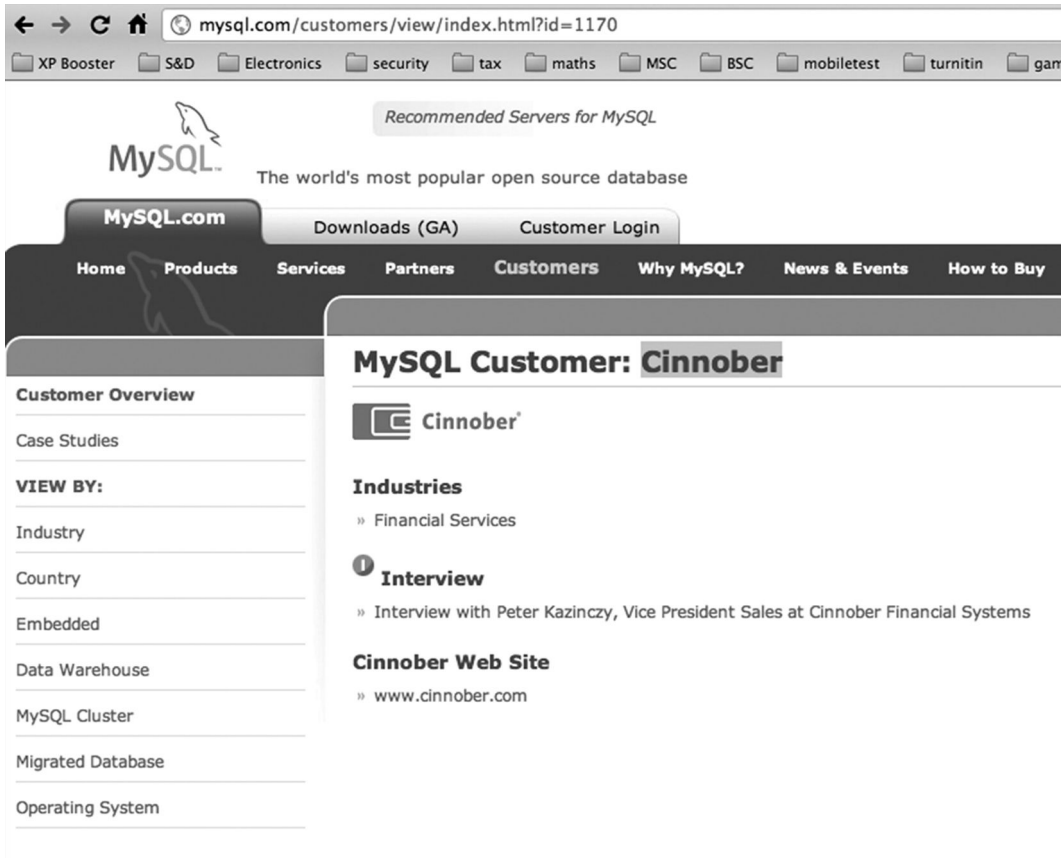 mysql.com/customers/view/index.html?id=1170
XP Booster S&D Electronics security tax maths MSC BSC mobiletest turnitin gam
MySQL™
Recommended Servers for MySQL
The world's most popular open source database
MySQL.com Downloads (GA) Customer Login
Home Products Services Partners Customers Why MySQL? News & Events How to Buy
Customer Overview
Case Studies
VIEW BY:
Industry
Country
Embedded
Data Warehouse
MySQL Cluster
Migrated Database
Operating System
MySQL Customer: Cinnober
Cinnober®
Industries
» Financial Services
Interview
» Interview with Peter Kazinczy, Vice President Sales at Cinnober Financial Systems
Cinnober Web Site
» www.cinnober.com